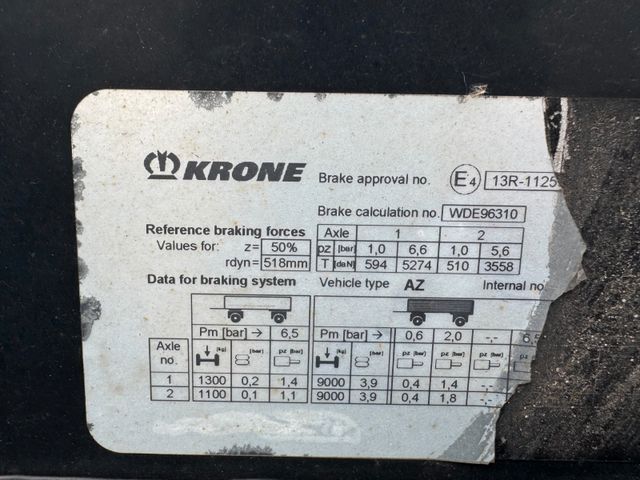 KRONE
Brake approval no. E4 13R-1125
Brake calculation no. WDE96310
Reference braking forces
Values for: z= 50%
rdyn= 518mm
Axle 1 2
pz [bar] 1,0 6,6 1,0 5,6
T [daN] 594 5274 510 3558
Data for braking system Vehicle type AZ Internal no
Pm [bar] → 6,5 Pm [bar] → 0,6 2,0 -,- 6,5
Axle no. [kg] [bar] pz [bar] [kg] [bar] pz [bar] pz [bar] pz [bar]
1 1300 0,2 1,4 9000 3,9 0,4 1,4 -,-
2 1100 0,1 1,1 9000 3,9 0,4 1,8 -,-